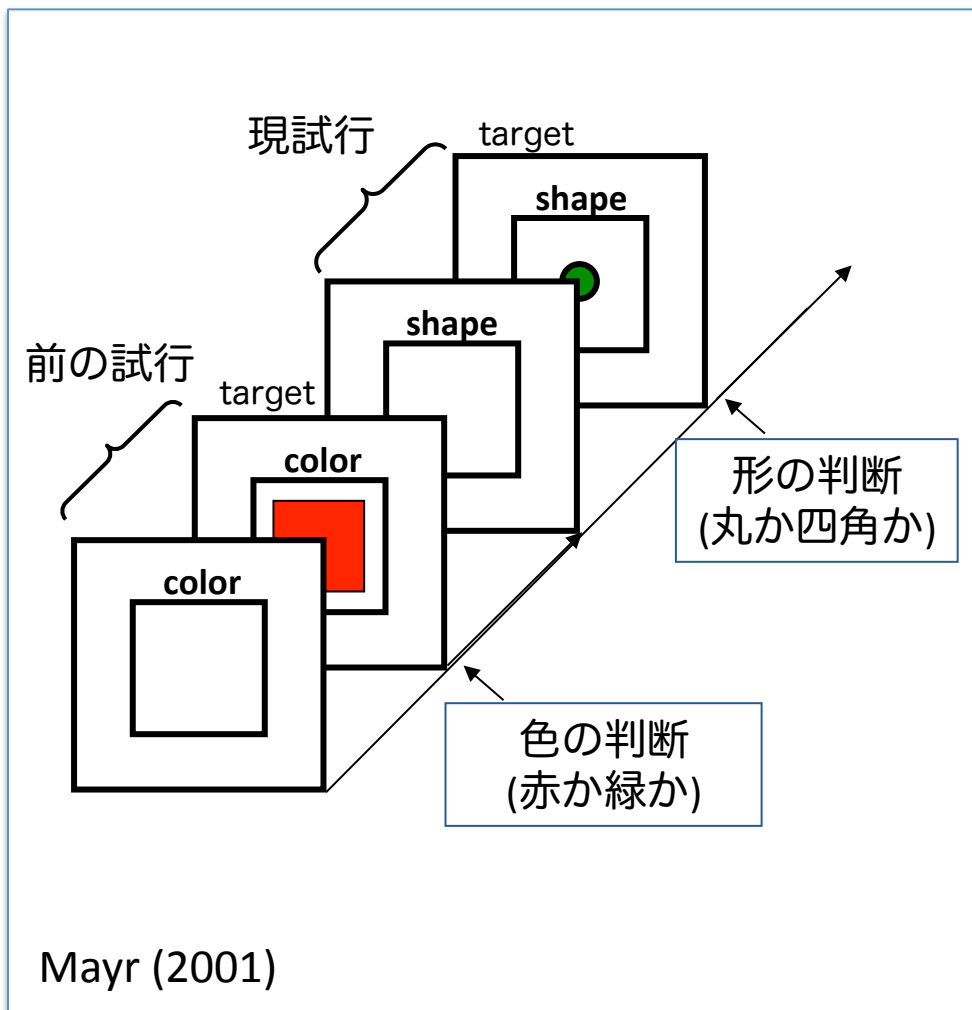 現試行
target
shape
shape
前の試行
target
color
color
形の判断
(丸か四角か)
色の判断
(赤か緑か)
Mayr (2001)